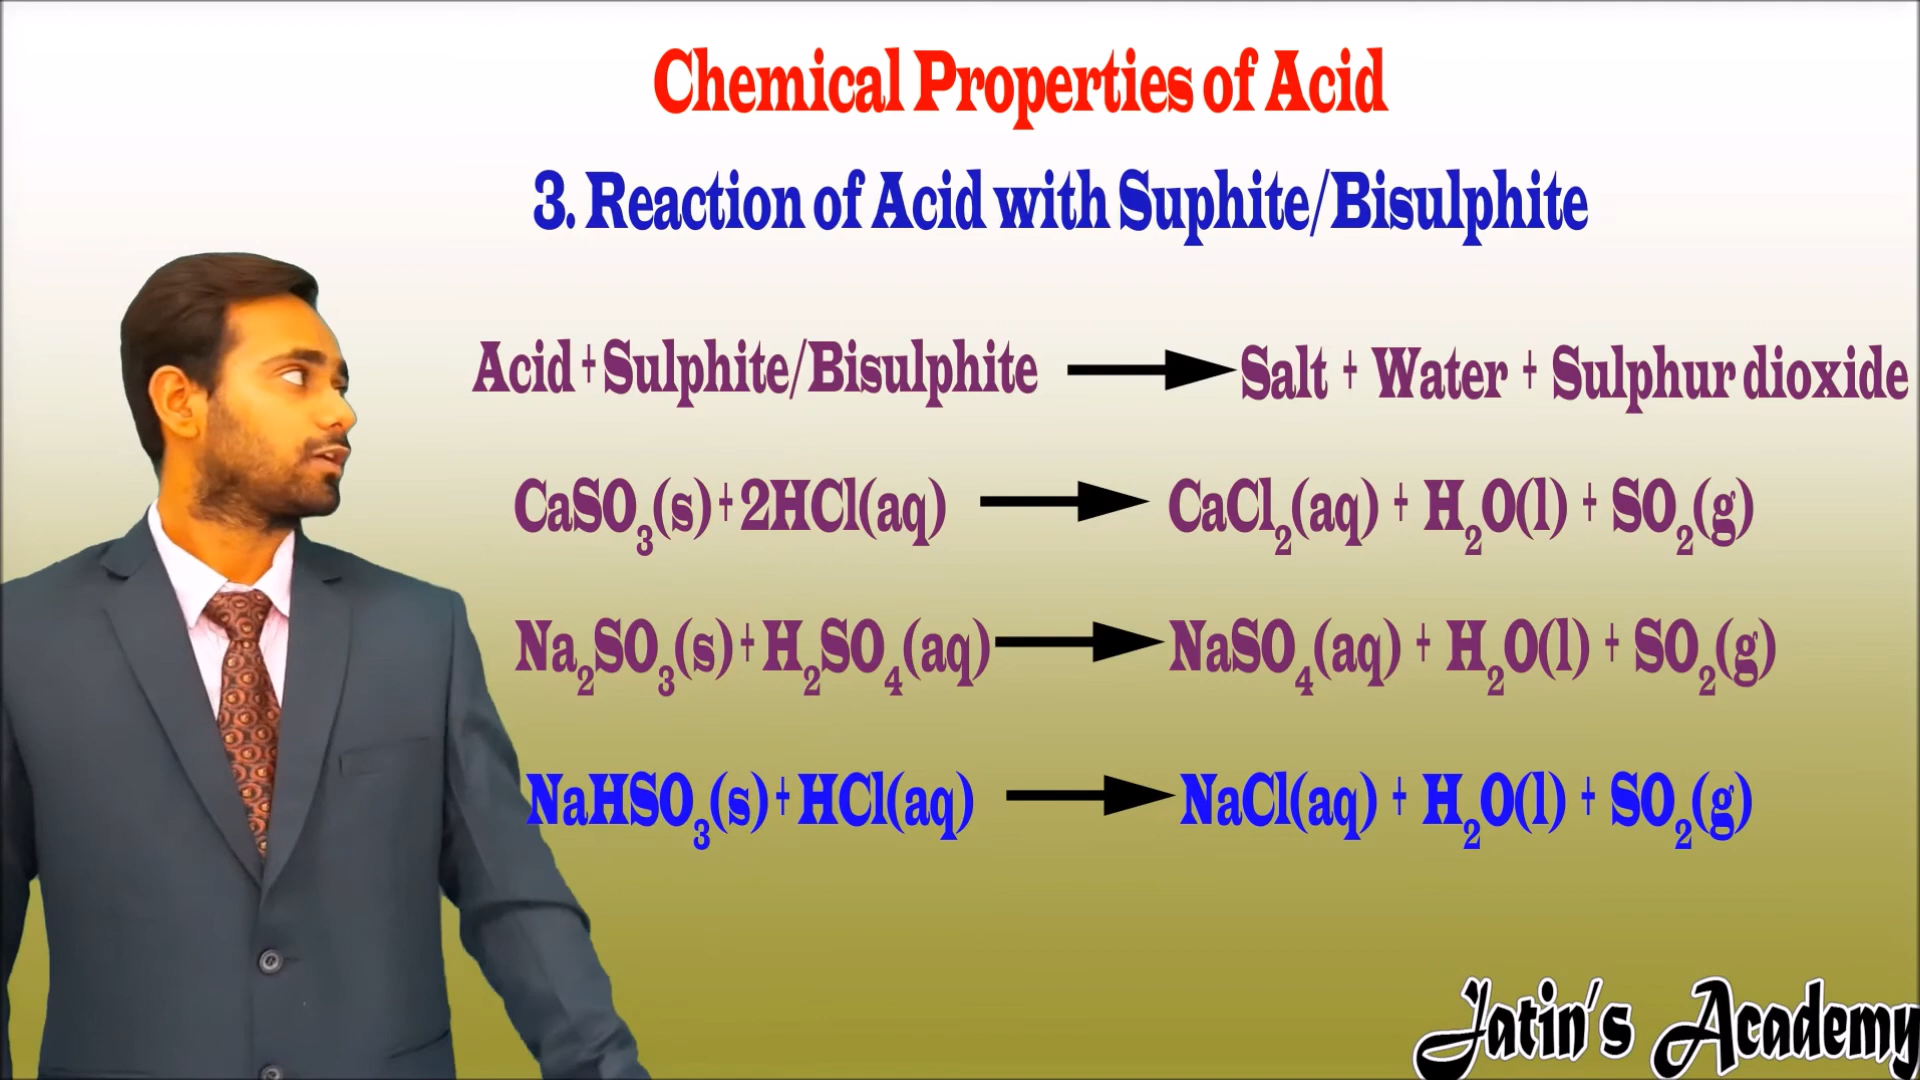 Chemical Properties of Acid
3. Reaction of Acid with Suphite/Bisulphite
Acid + Sulphite/Bisulphite → Salt + Water + Sulphur dioxide
CaSO₃(s) + 2HCl(aq) → CaCl₂(aq) + H₂O(l) + SO₂(g)
Na₂SO₃(s) + H₂SO₄(aq) → NaSO₄(aq) + H₂O(l) + SO₂(g)
NaHSO₃(s) + HCl(aq) → NaCl(aq) + H₂O(l) + SO₂(g)
Jatin's Academy